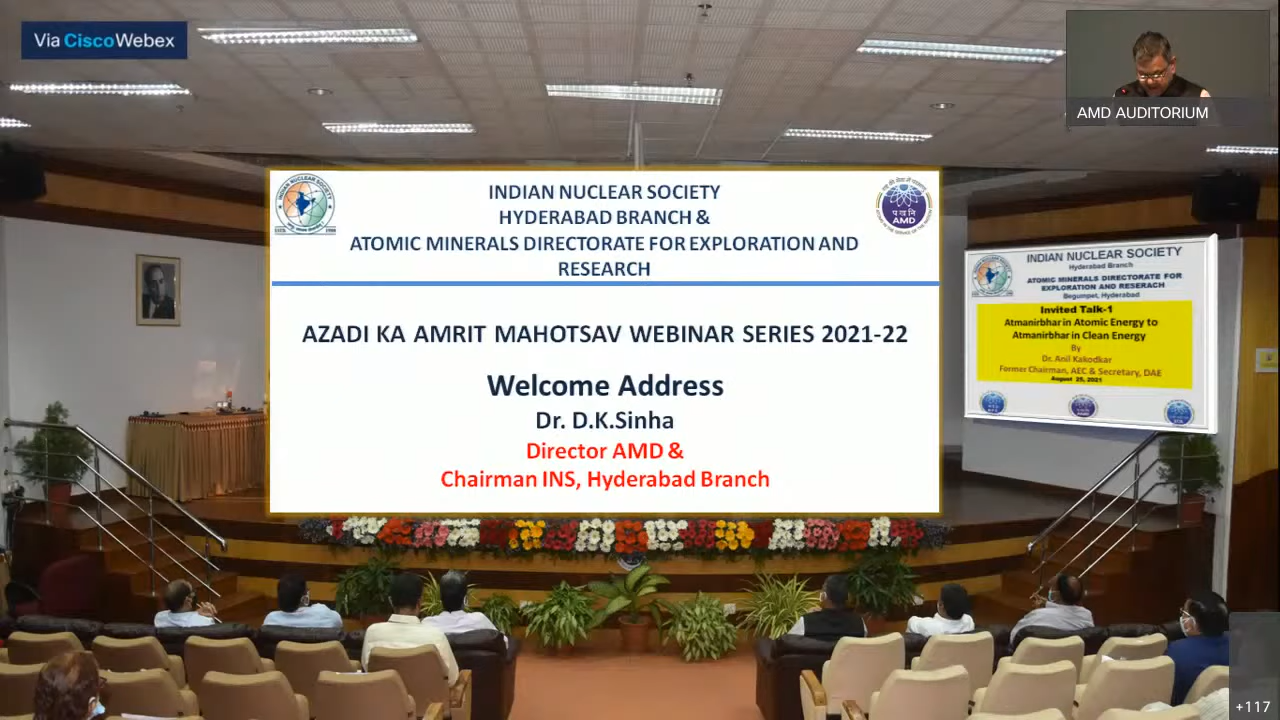 Via Cisco Webex
AMD AUDITORIUM
INDIAN NUCLEAR SOCIETY
HYDERABAD BRANCH &
ATOMIC MINERALS DIRECTORATE FOR EXPLORATION AND
RESEARCH
AMD
AZADI KA AMRIT MAHOTSAV WEBINAR SERIES 2021-22
Welcome Address
Dr. D.K.Sinha
Director AMD &
Chairman INS, Hyderabad Branch
INDIAN NUCLEAR SOCIETY
Hyderabad Branch
ATOMIC MINERALS DIRECTORATE FOR
EXPLORATION AND RESERACH
Begumpet, Hyderabad
Invited Talk-1
Atmanirbhar in Atomic Energy to
Atmanirbhar in Clean Energy
By
Dr. Anil Kakodkar
Former Chairman, AEC & Secretary, DAE
August 25, 2021
+117